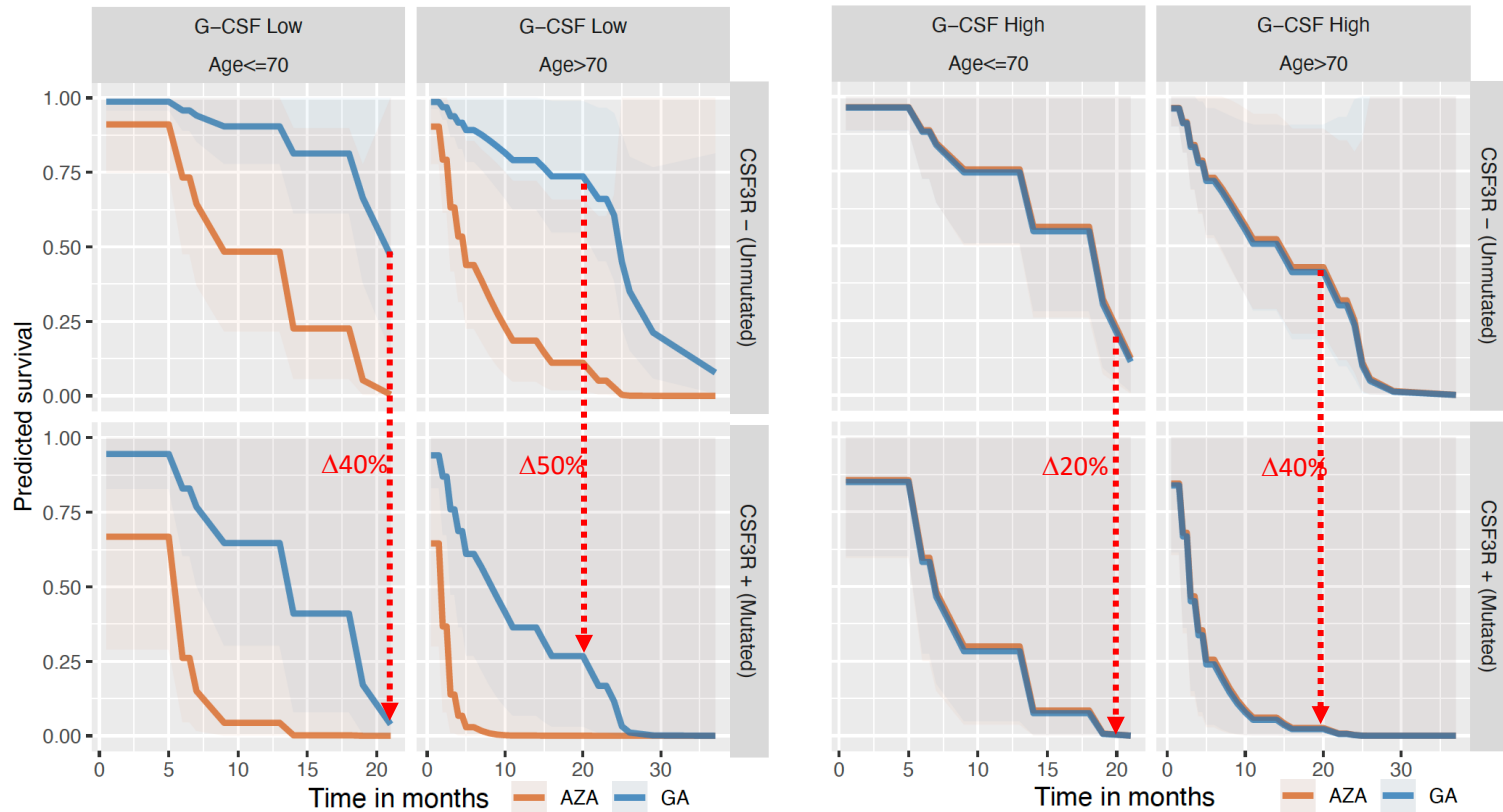 G−CSF Low
Age<=70
G−CSF Low
Age>70
G−CSF High
Age<=70
G−CSF High
Age>70
Predicted survival
1.00
0.75
0.50
0.25
0.00
CSF3R − (Unmutated)
CSF3R − (Unmutated)
1.00
0.75
0.50
0.25
0.00
Δ40%
Δ50%
CSF3R + (Mutated)
Δ20%
Δ40%
CSF3R + (Mutated)
0 5 10 15 20
0 10 20 30
0 5 10 15 20
0 10 20 30
Time in months
AZA GA
Time in months
AZA GA